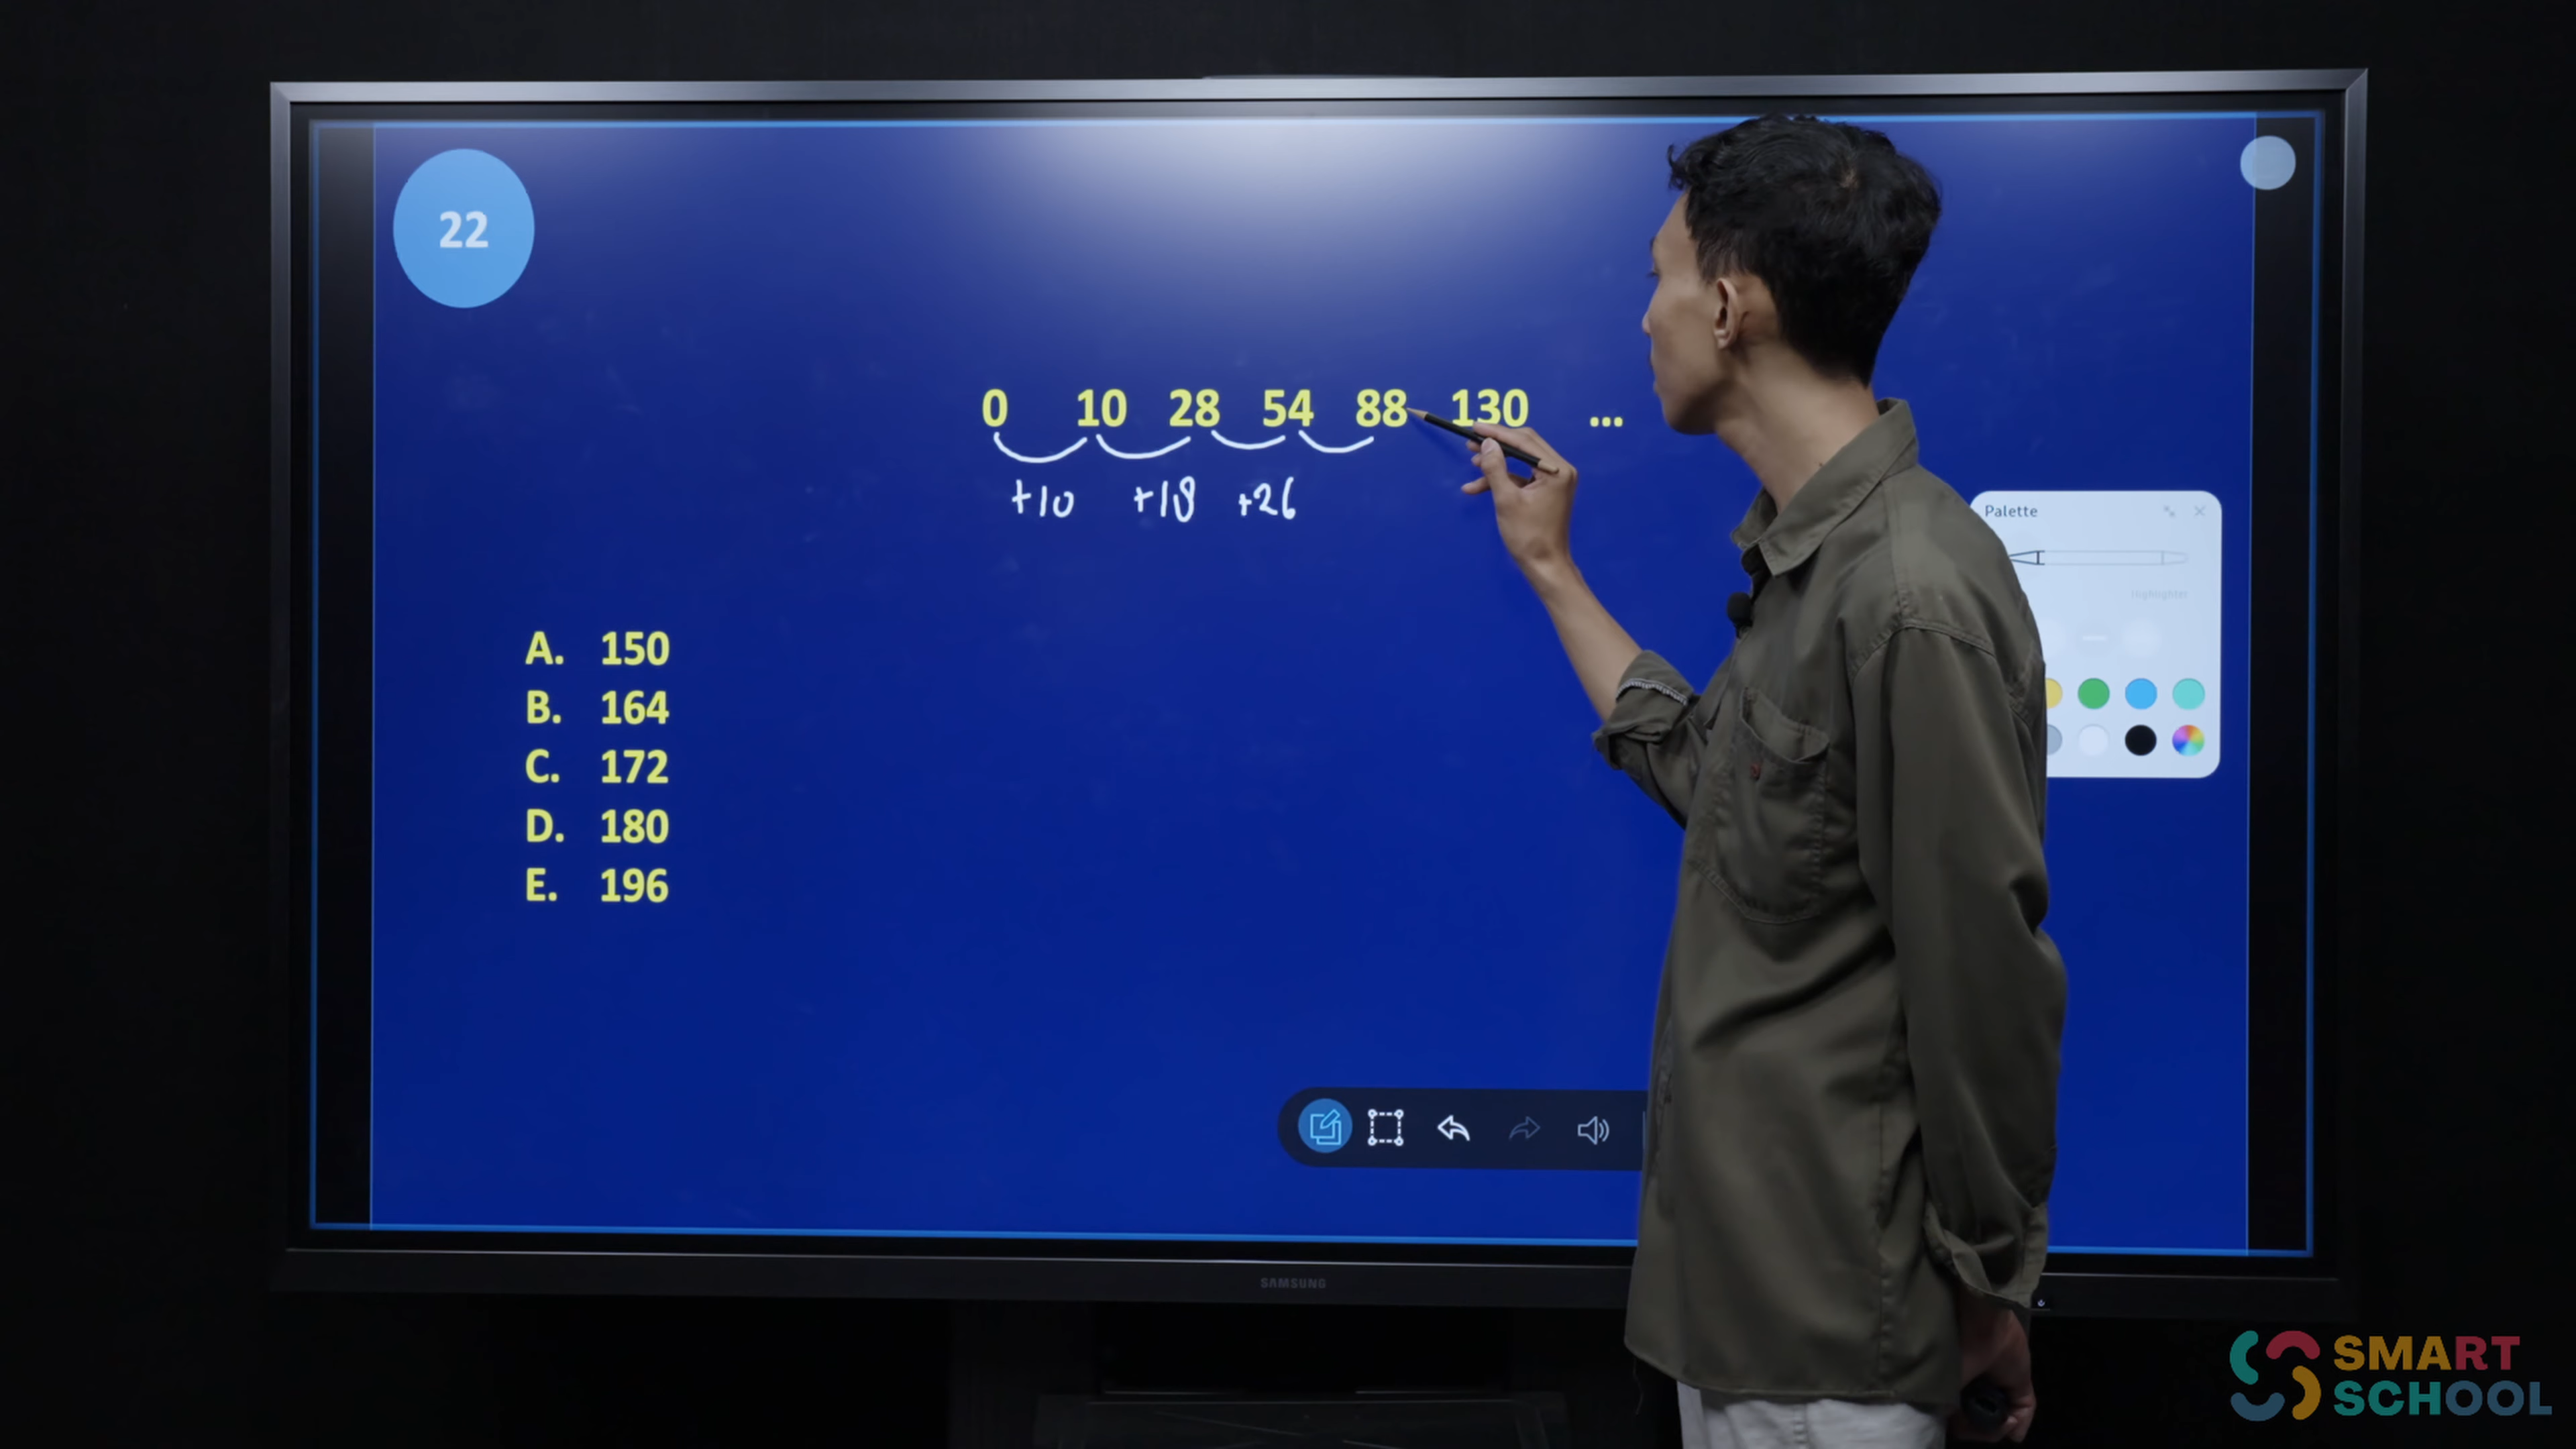 22
0 10 28 54 88 130 ...
+10 +18 +26
Palette
Highlighter
A. 150
B. 164
C. 172
D. 180
E. 196
SAMSUNG
SMART
SCHOOL